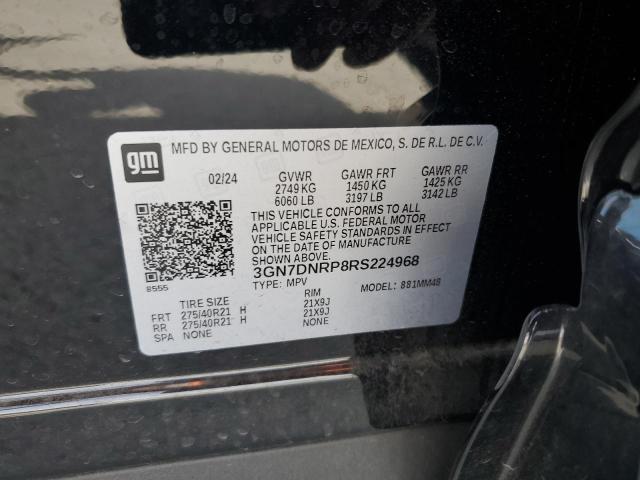 gm
MFD BY GENERAL MOTORS DE MEXICO, S. DE R.L. DE C.V.
02/24 GVWR GAWR FRT GAWR RR
2749 KG 1450 KG 1425 KG
6060 LB 3197 LB 3142 LB
THIS VEHICLE CONFORMS TO ALL
APPLICABLE U.S. FEDERAL MOTOR
VEHICLE SAFETY STANDARDS IN EFFECT
ON THE DATE OF MANUFACTURE
SHOWN ABOVE.
3GN7DNRP8RS224968
8555 TYPE: MPV MODEL: 881MM48
TIRE SIZE RIM
FRT 275/40R21 H 21X9J
RR 275/40R21 H 21X9J
SPA NONE NONE